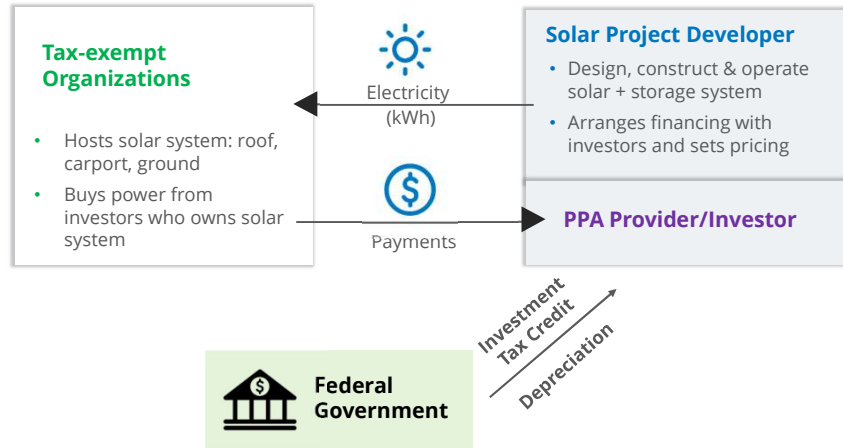 Tax-exempt
Organizations
• Hosts solar system: roof,
carport, ground
• Buys power from
investors who owns solar
system
Electricity
(kWh)
$
Payments
Solar Project Developer
• Design, construct & operate
solar + storage system
• Arranges financing with
investors and sets pricing
PPA Provider/Investor
Investment
Tax Credit
Depreciation
$
Federal
Government